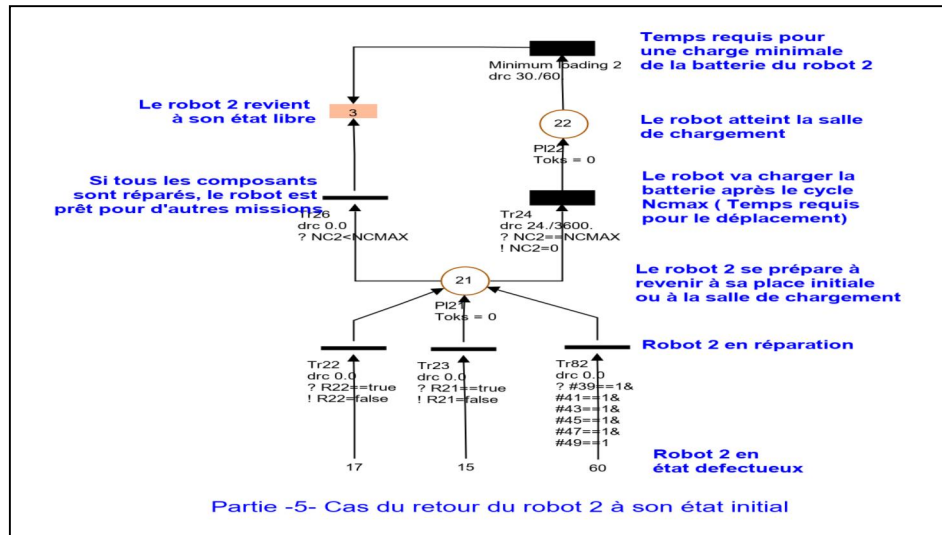 Temps requis pour
une charge minimale
de la batterie du robot 2
Minimum loading 2
drc 30./60.
Le robot 2 revient
à son état libre
3
22
Le robot atteint la salle
de chargement
Pl22
Toks = 0
Si tous les composants
sont réparés, le robot est
prêt pour d'autres missions
Le robot va charger la
batterie après le cycle
Ncmax ( Temps requis
pour le déplacement)
Tr26
drc 0.0
? NC2<NCMAX
Tr24
drc 24./3600.
? NC2==NCMAX
! NC2=0
21
Le robot 2 se prépare à
revenir à sa place initiale
ou à la salle de chargement
Pl21
Toks = 0
Robot 2 en réparation
Tr22
drc 0.0
? R22==true
! R22=false
Tr23
drc 0.0
? R21==true
! R21=false
Tr82
drc 0.0
? #39==1&
#41==1&
#43==1&
#45==1&
#47==1&
#49==1
Robot 2 en
état defectueux
17
15
60
Partie -5- Cas du retour du robot 2 à son état initial